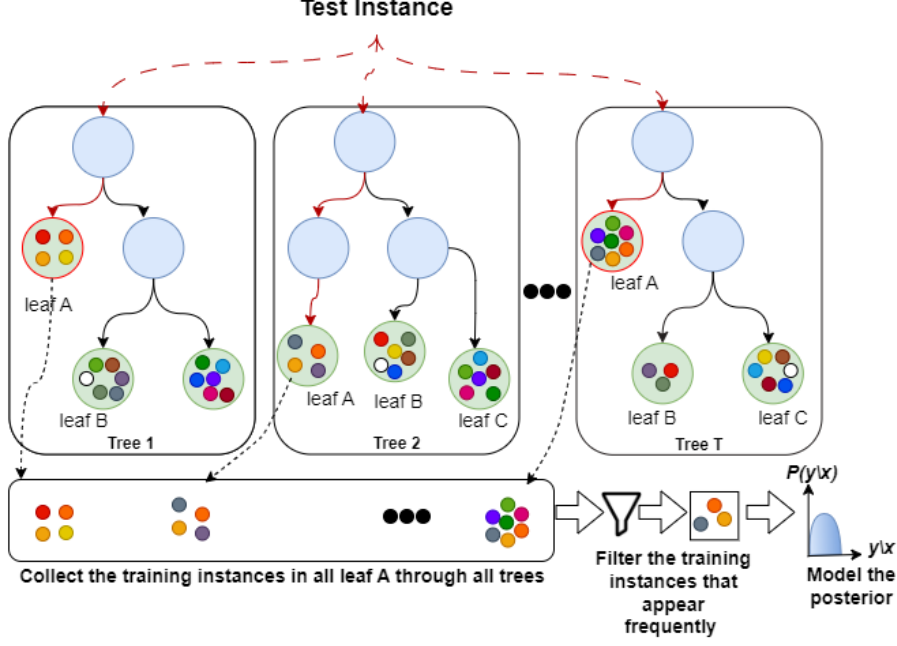 Test Instance
leaf A
leaf B
Tree 1
leaf A
leaf B
leaf C
Tree 2
leaf A
leaf B
leaf C
Tree T
Collect the training instances in all leaf A through all trees
Filter the training
instances that
appear
frequently
P(y\x)
y\x
Model the
posterior